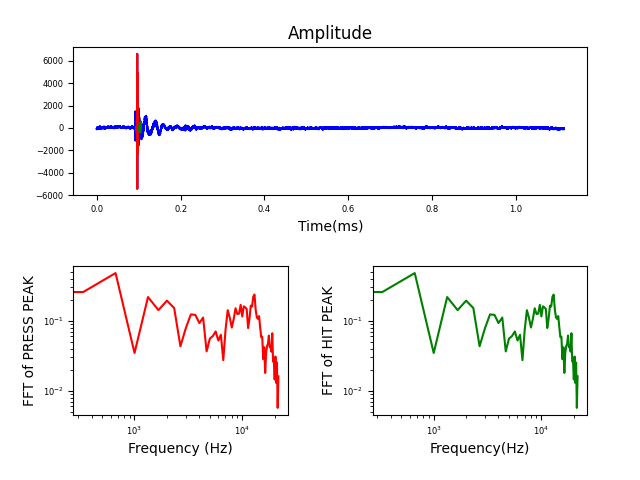 Amplitude
6000
4000
2000
0
−2000
−4000
−6000
0.0 0.2 0.4 0.6 0.8 1.0
Time(ms)
FFT of PRESS PEAK
10⁻¹
10⁻²
10³ 10⁴
Frequency (Hz)
FFT of HIT PEAK
10⁻¹
10⁻²
10³ 10⁴
Frequency(Hz)